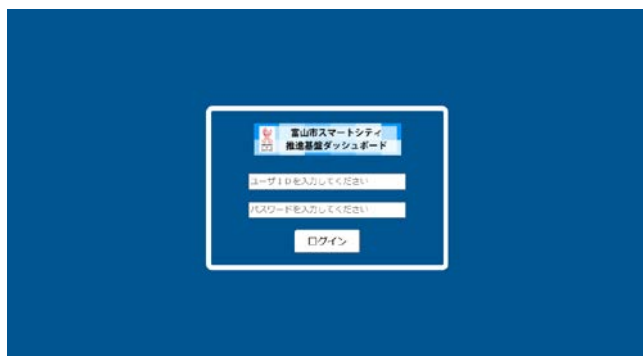 富山市スマートシティ
推進基盤ダッシュボード
ユーザIDを入力してください
パスワードを入力してください
ログイン